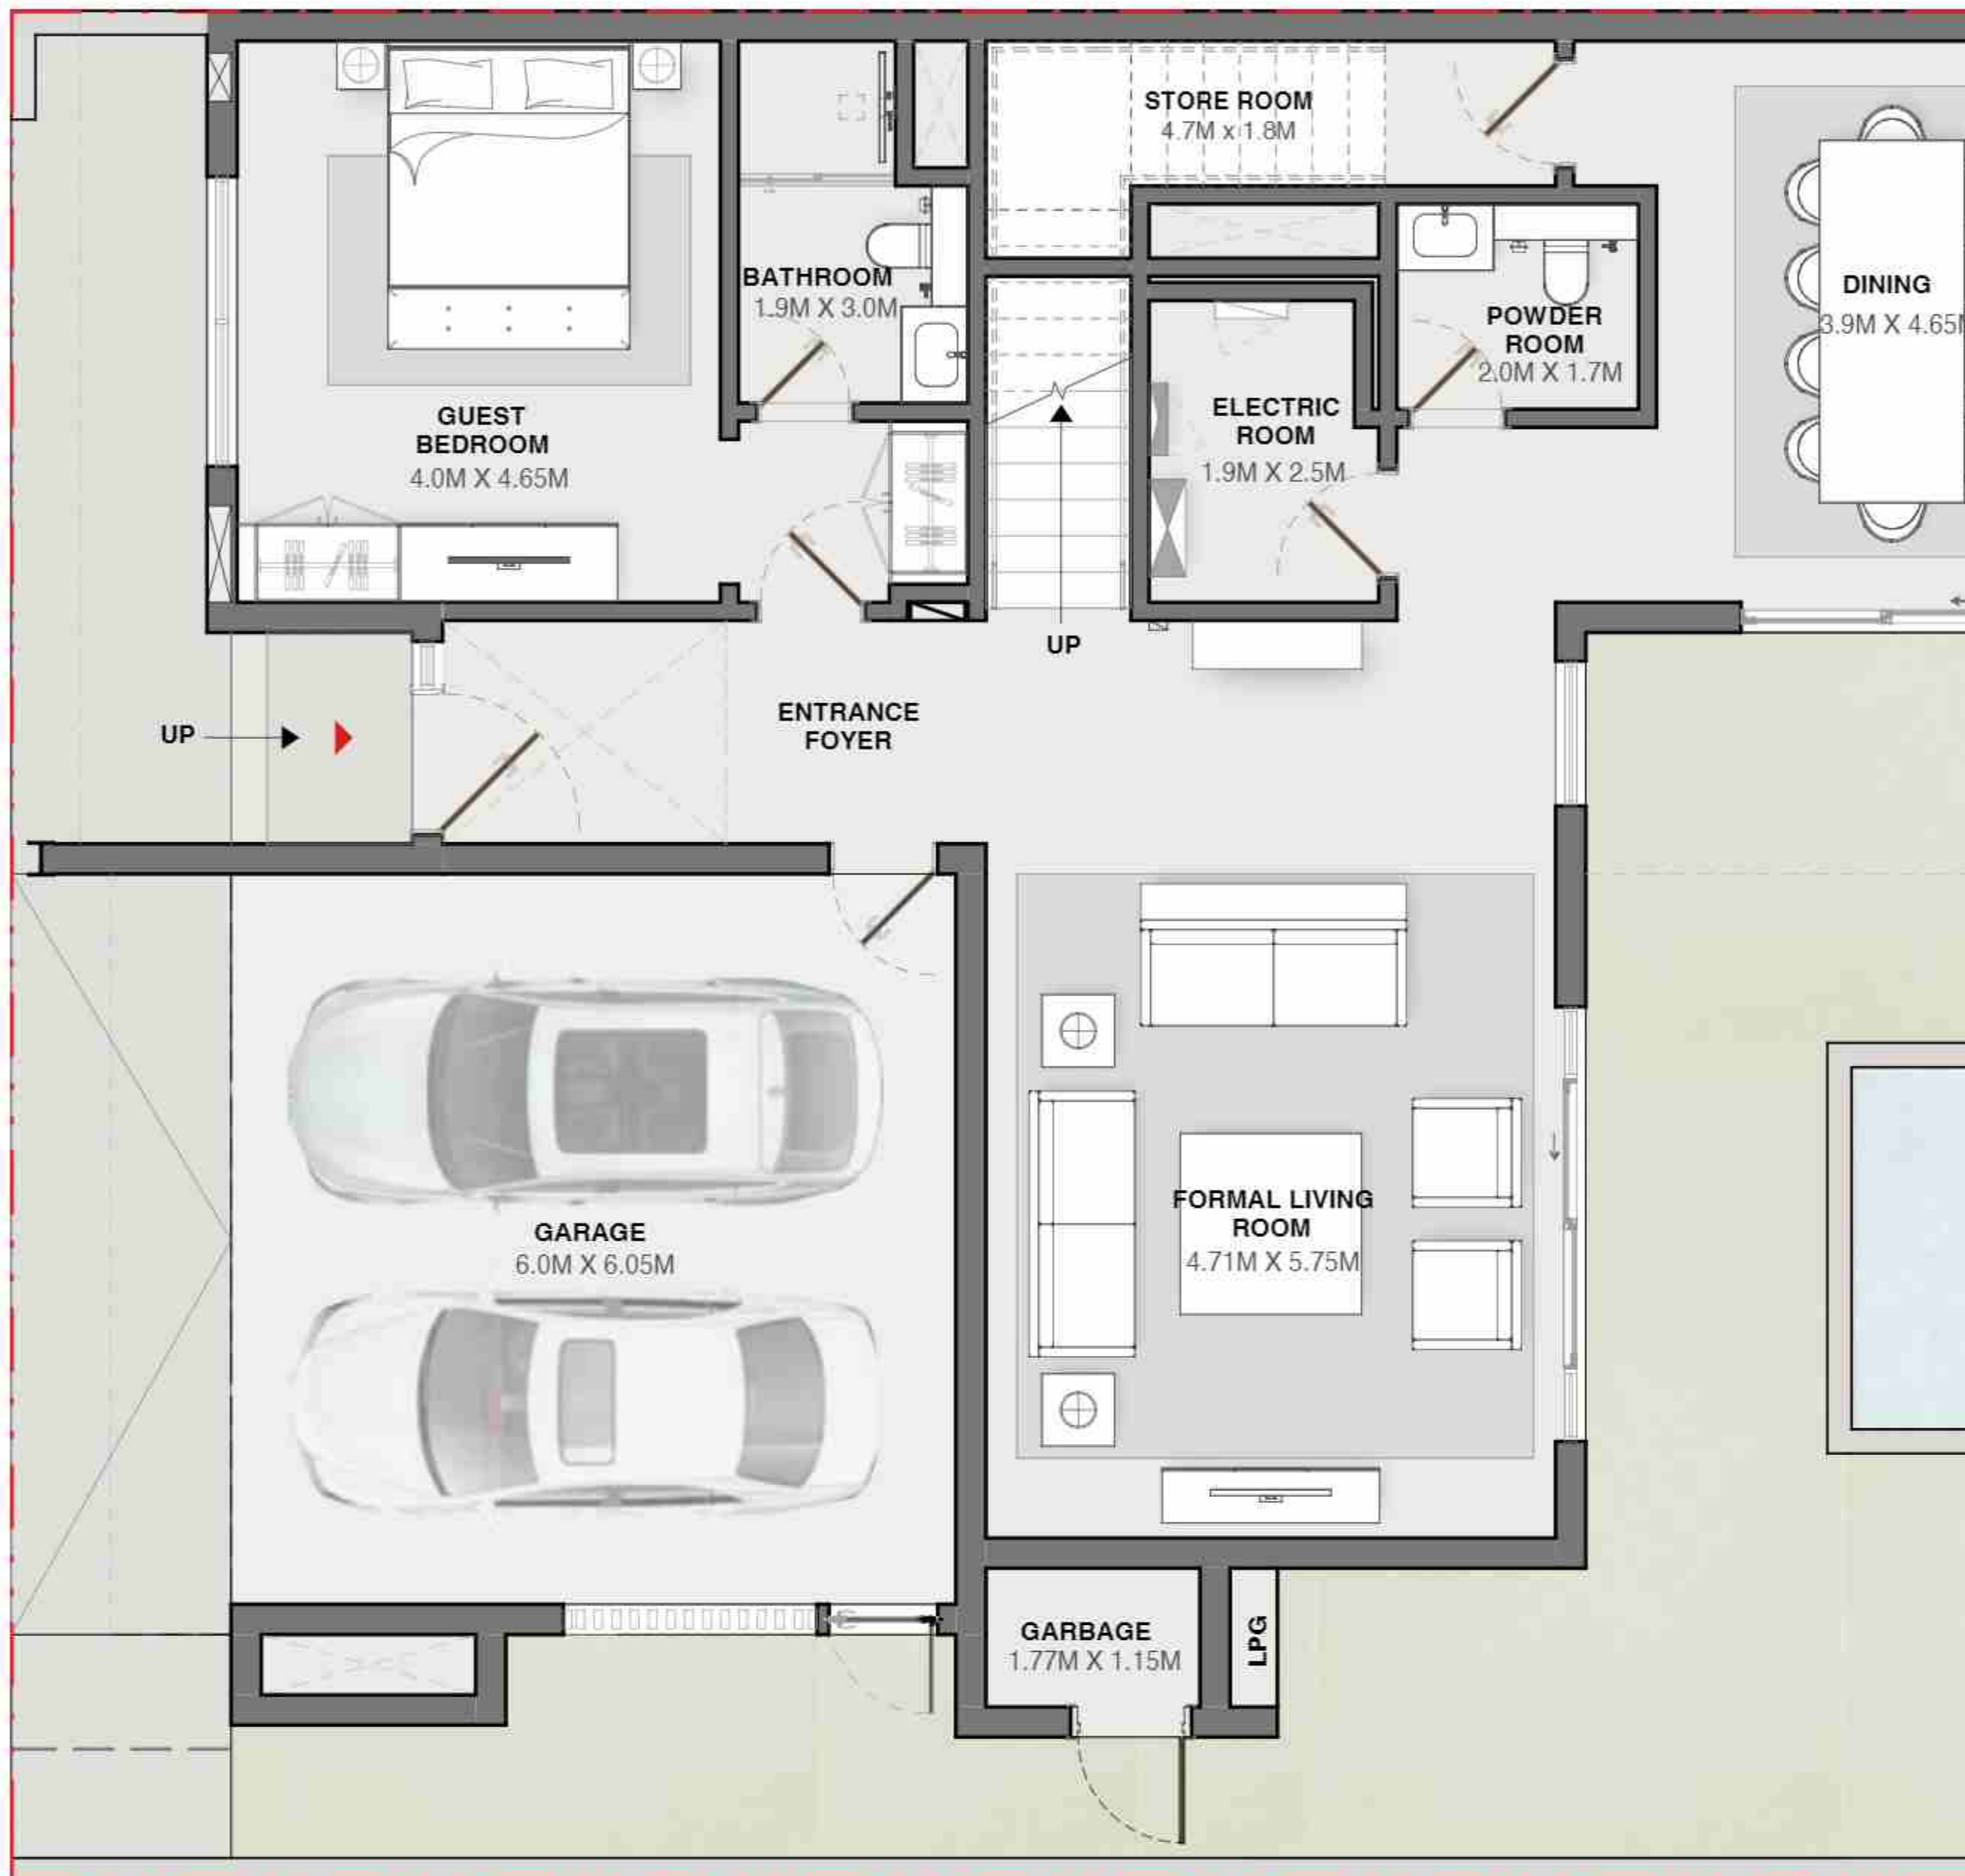 STORE ROOM
4.7M x 1.8M
BATHROOM
1.9M X 3.0M
DINING
3.9M X 4.65M
POWDER
ROOM
2.0M X 1.7M
GUEST
BEDROOM
4.0M X 4.65M
ELECTRIC
ROOM
1.9M X 2.5M
UP
UP
ENTRANCE
FOYER
GARAGE
6.0M X 6.05M
FORMAL LIVING
ROOM
4.71M X 5.75M
GARBAGE
1.77M X 1.15M
LPG